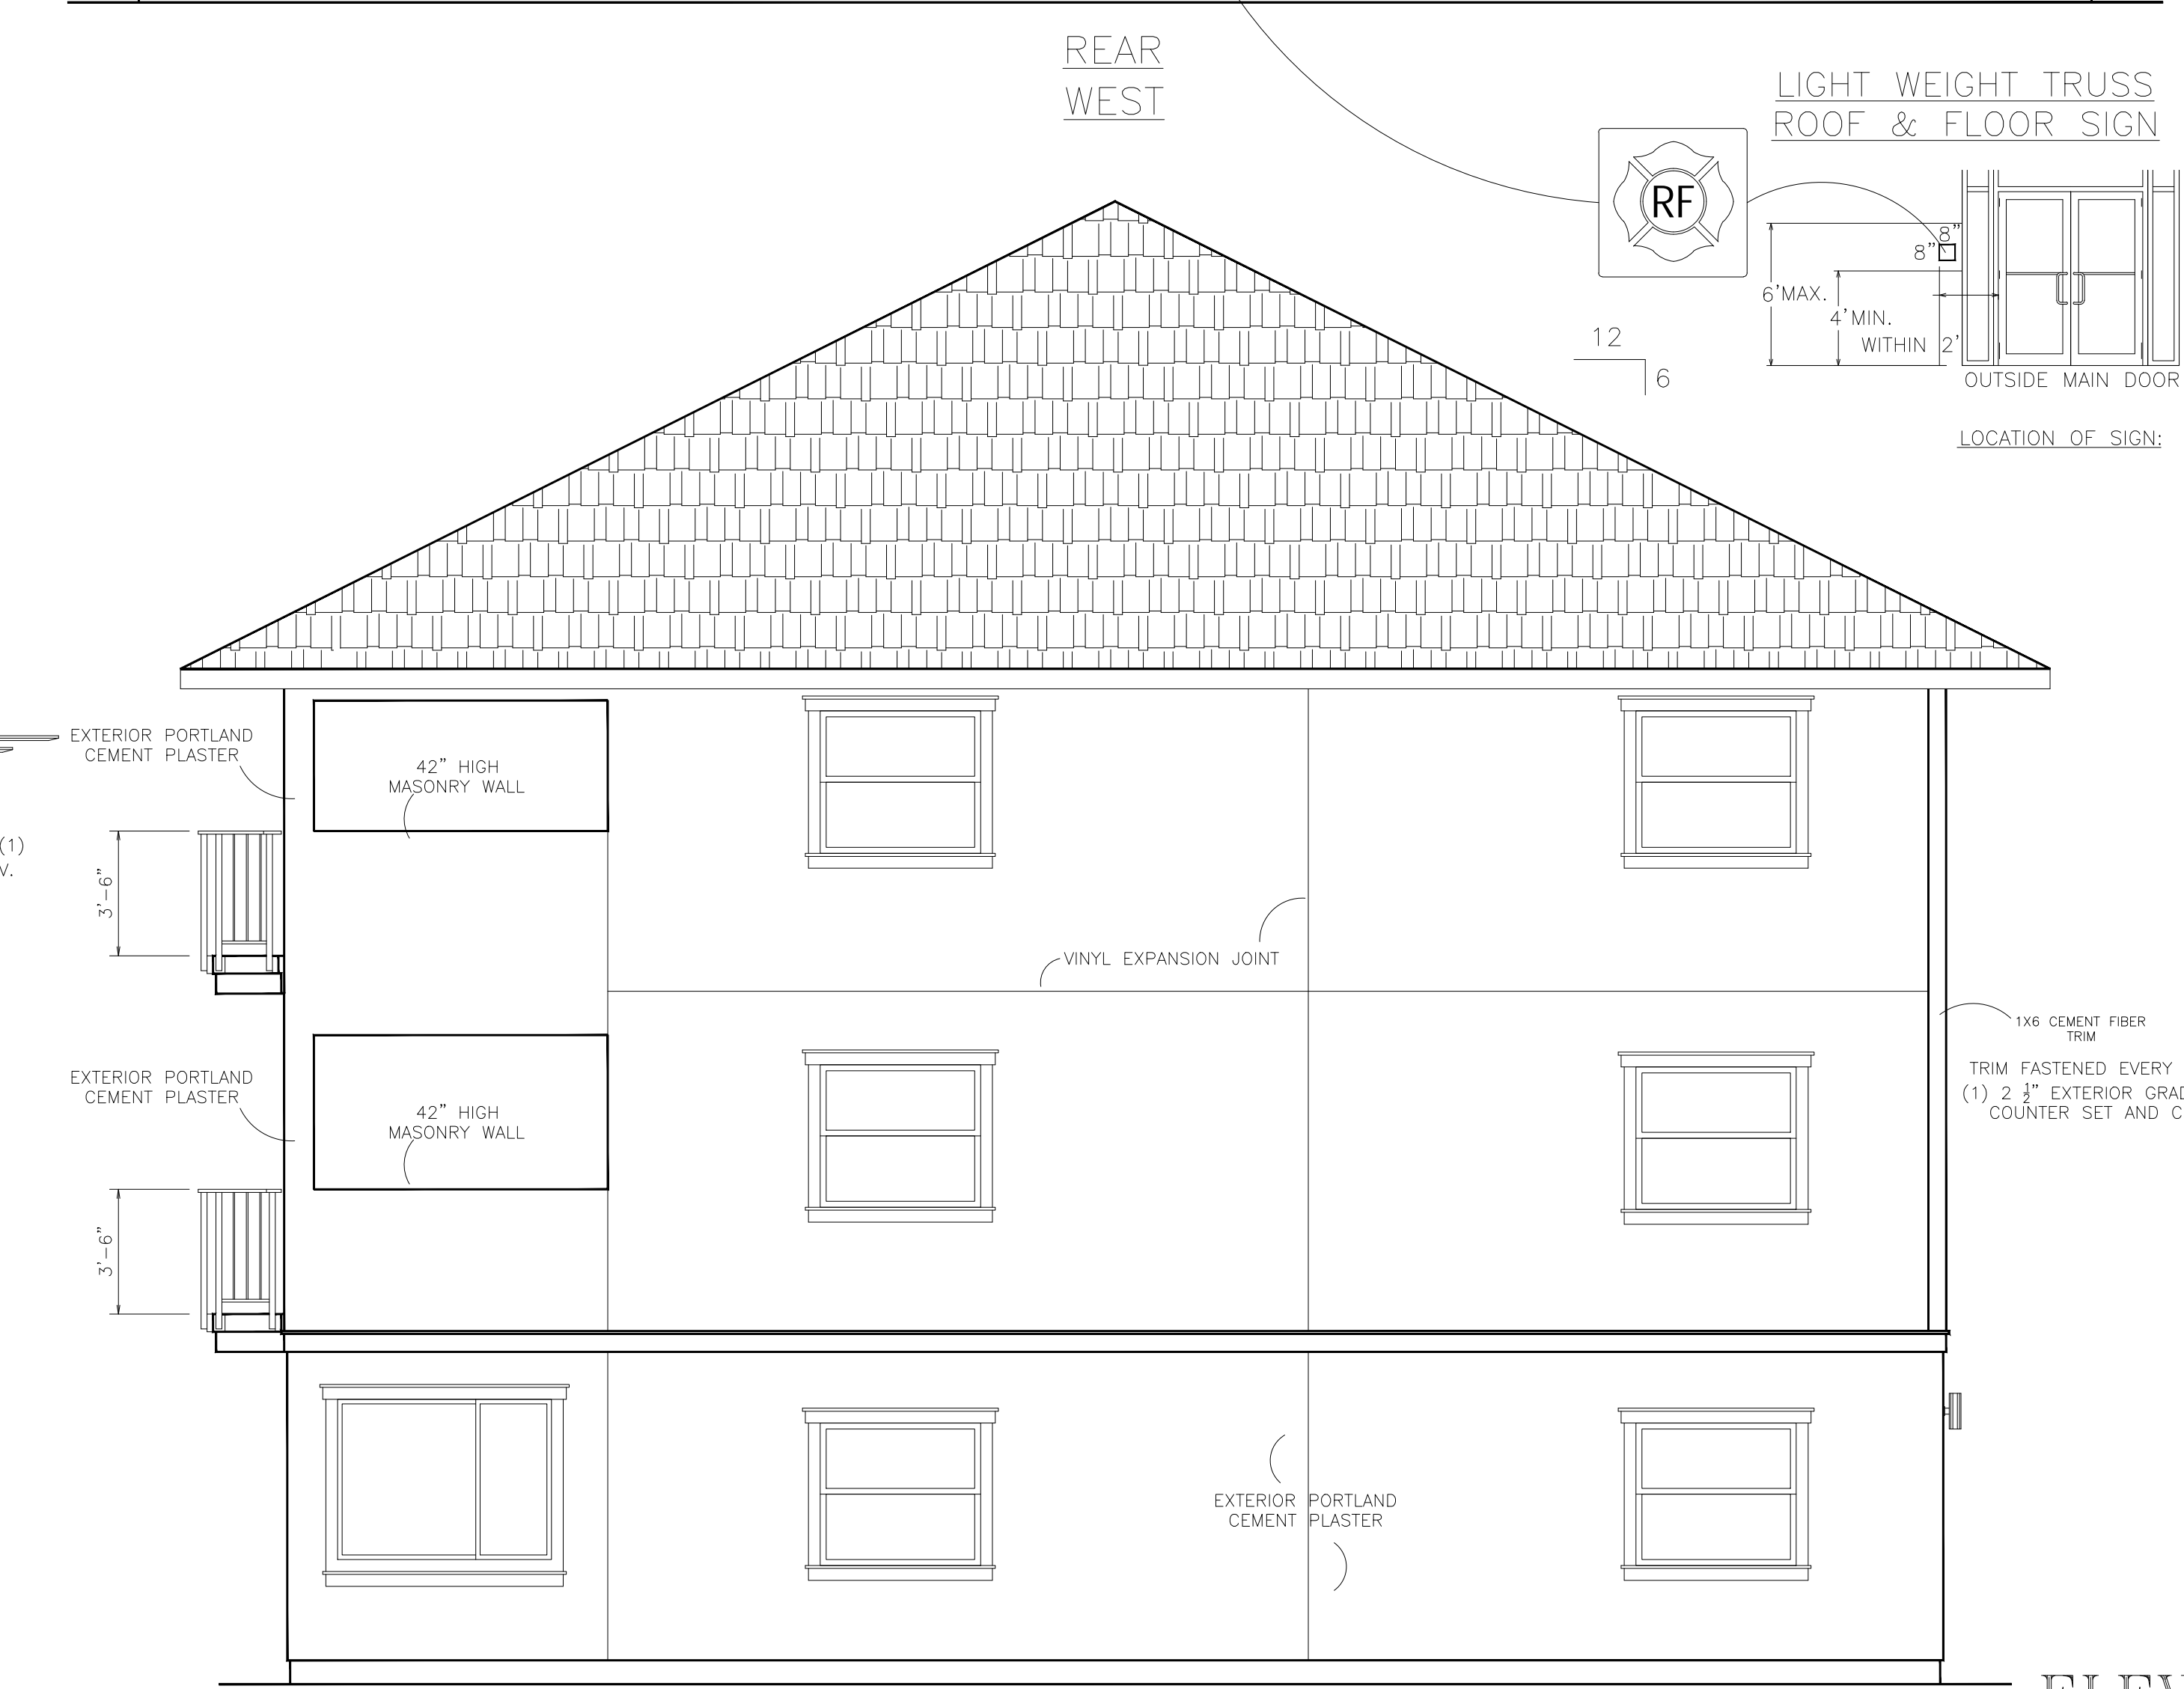 REAR
WEST
LIGHT WEIGHT TRUSS
ROOF & FLOOR SIGN
RF
8"
8"
6'MAX.
4'MIN.
WITHIN 2'
OUTSIDE MAIN DOOR
LOCATION OF SIGN:
12
6
EXTERIOR PORTLAND
CEMENT PLASTER
42" HIGH
MASONRY WALL
(1)
V.
3'-6"
VINYL EXPANSION JOINT
1X6 CEMENT FIBER
TRIM
TRIM FASTENED EVERY
(1) 2 ½" EXTERIOR GRAD
COUNTER SET AND C
EXTERIOR PORTLAND
CEMENT PLASTER
42" HIGH
MASONRY WALL
3'-6"
EXTERIOR PORTLAND
CEMENT PLASTER